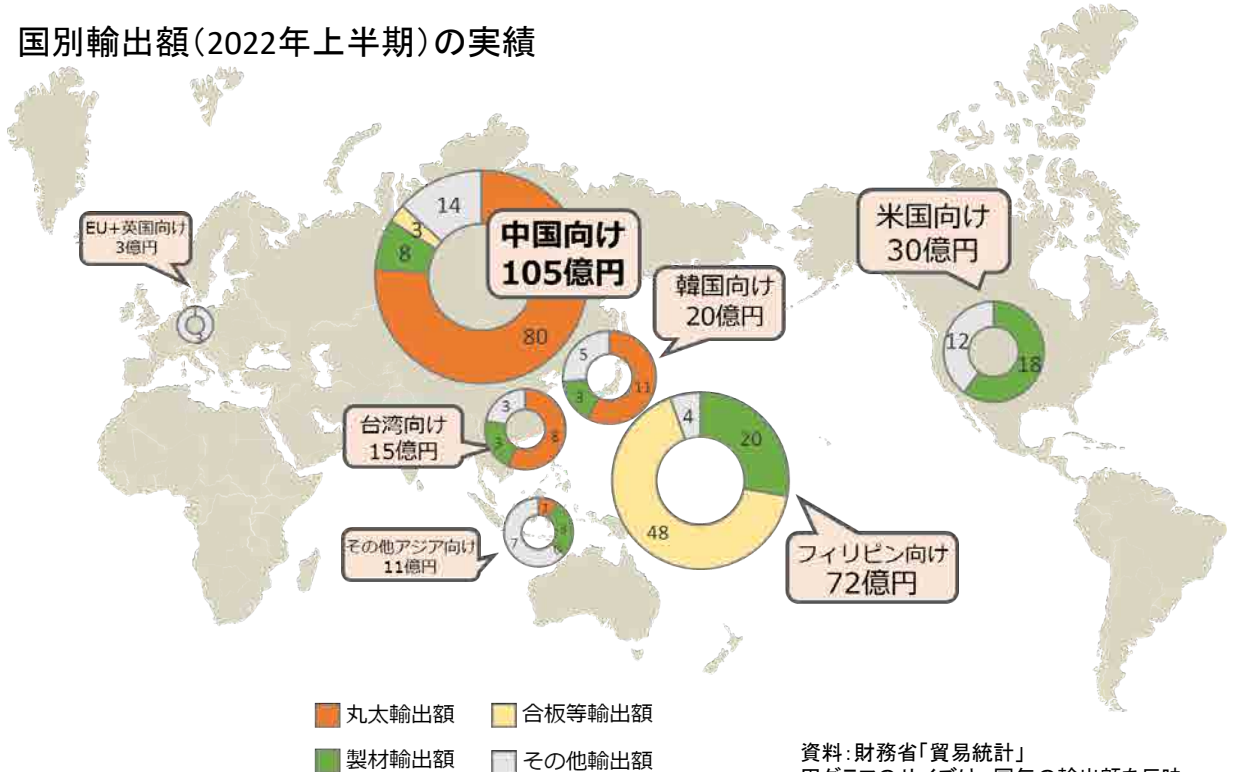 国別輸出額(2022年上半期)の実績
EU+英国向け
3億円
3
14
3
8
80
中国向け
105億円
韓国向け
20億円
5
3
11
米国向け
30億円
12
18
台湾向け
15億円
3
3
8
4
20
48
フィリピン向け
72億円
その他アジア向け
11億円
1
3
7
丸太輸出額
合板等輸出額
製材輸出額
その他輸出額
資料:財務省「貿易統計」